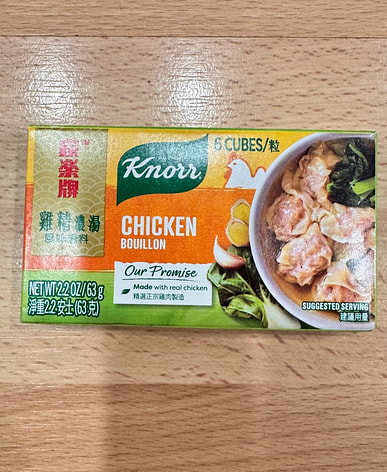 家樂牌™
雞精濃湯
Knorr®
6 CUBES/粒
CHICKEN
BOUILLON
Our Promise
Made with real chicken
精選正宗雞肉製造
NET WT 2.2 OZ/63 g
淨重2.2安士(63克)
SUGGESTED SERVING
建議用量